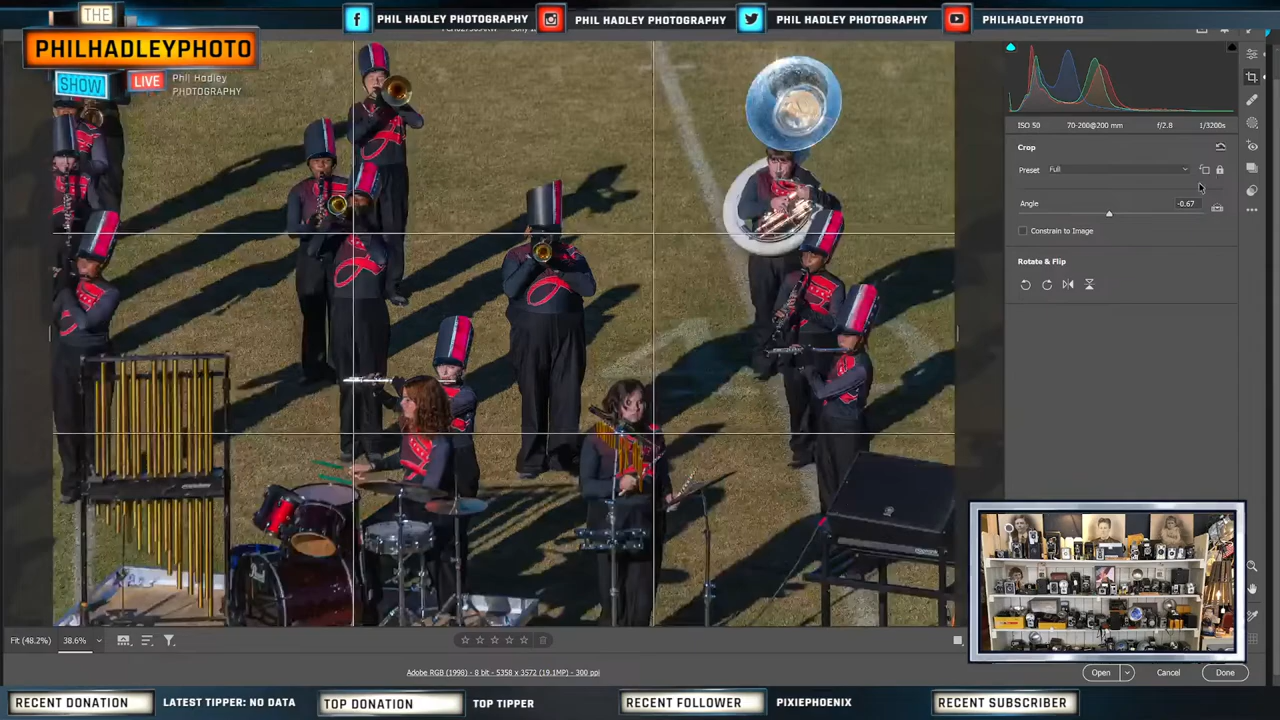 THE
PHILHADLEYPHOTO
SHOW
LIVE
Phil Hadley
PHOTOGRAPHY
PHIL HADLEY PHOTOGRAPHY
PHIL HADLEY PHOTOGRAPHY
PHIL HADLEY PHOTOGRAPHY
PHILHADLEYPHOTO
ISO 50 70-200@200 mm f/2.8 1/3200s
Crop
Preset Full
Angle -0.67
Constrain to Image
Rotate & Flip
Fit (48.2%) 38.6%
Adobe RGB (1998) - 8 bit - 5358 x 3572 (19.1MP) - 300 ppi
Open Cancel Done
RECENT DONATION LATEST TIPPER: NO DATA TOP DONATION TOP TIPPER RECENT FOLLOWER PIXIEPHOENIX RECENT SUBSCRIBER